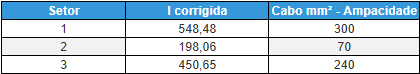 Setor I corrigida Cabo mm² - Ampacidade
1 548,48 300
2 198,06 70
3 450,65 240